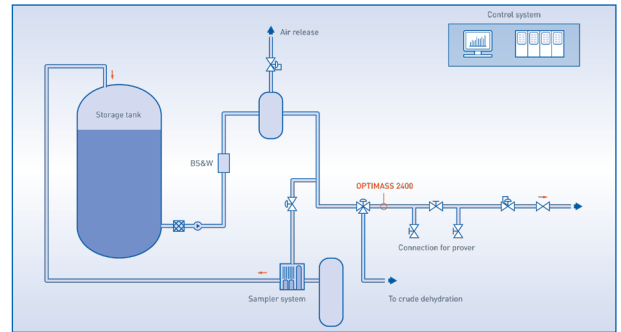 Control system
Air release
Storage tank
BS&W
OPTIMASS 2400
Connection for prover
Sampler system
To crude dehydration